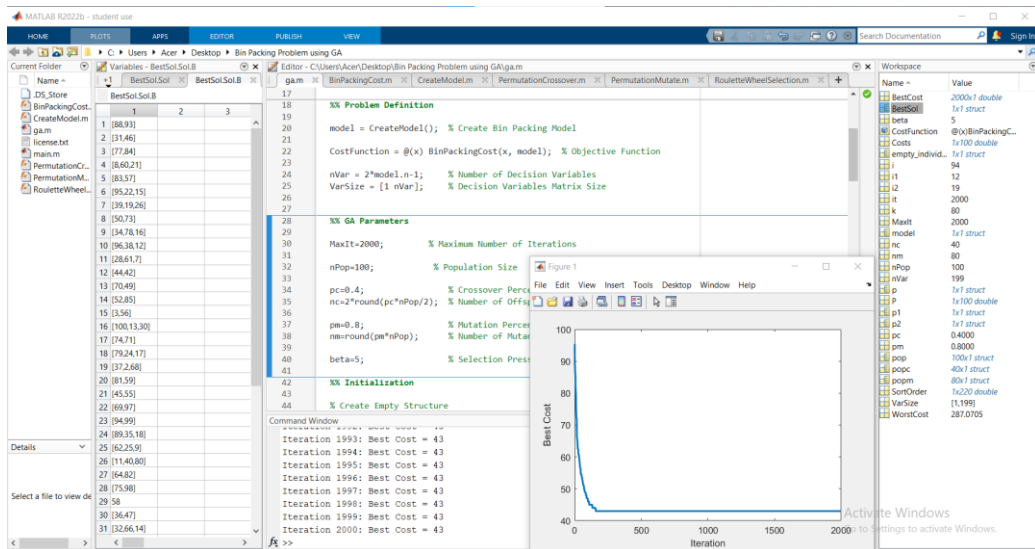 MATLAB R2022b - student use
HOME PLOTS APPS EDITOR PUBLISH VIEW Search Documentation Sign In
C: Users Acer Desktop Bin Packing Problem using GA
Current Folder
Name
.DS_Store
BinPackingCost...
CreateModel.m
ga.m
license.txt
main.m
PermutationCr...
PermutationM...
RouletteWheel...
Details
Select a file to view de
Variables - BestSol.Sol.B
+1 BestSol.Sol BestSol.Sol.B
BestSol.Sol.B
1 2 3
1 [88,93]
2 [31,46]
3 [77,84]
4 [8,60,21]
5 [83,57]
6 [95,22,15]
7 [39,19,26]
8 [50,73]
9 [34,78,16]
10 [96,38,12]
11 [28,61,7]
12 [44,42]
13 [70,49]
14 [52,85]
15 [3,56]
16 [100,13,30]
17 [74,71]
18 [79,24,17]
19 [37,2,68]
20 [81,59]
21 [45,55]
22 [69,97]
23 [94,99]
24 [89,35,18]
25 [62,25,9]
26 [11,40,80]
27 [64,82]
28 [75,98]
29 58
30 [36,47]
31 [32,66,14]
Editor - C:\Users\Acer\Desktop\Bin Packing Problem using GA\ga.m
ga.m BinPackingCost.m CreateModel.m PermutationCrossover.m PermutationMutate.m RouletteWheelSelection.m +
17
18 %% Problem Definition
19
20 model = CreateModel(); % Create Bin Packing Model
21
22 CostFunction = @(x) BinPackingCost(x, model); % Objective Function
23
24 nVar = 2*model.n-1; % Number of Decision Variables
25 VarSize = [1 nVar]; % Decision Variables Matrix Size
26
27
28 %% GA Parameters
29
30 MaxIt=2000; % Maximum Number of Iterations
31
32 nPop=100; % Population Size
33
34 pc=0.4; % Crossover Perce
35 nc=2*round(pc*nPop/2); % Number of Offsp
36
37 pm=0.8; % Mutation Percen
38 nm=round(pm*nPop); % Number of Mutan
39
40 beta=5; % Selection Press
41
42 %% Initialization
43
44 % Create Empty Structure
Command Window
Iteration 1993: Best Cost = 43
Iteration 1994: Best Cost = 43
Iteration 1995: Best Cost = 43
Iteration 1996: Best Cost = 43
Iteration 1997: Best Cost = 43
Iteration 1998: Best Cost = 43
Iteration 1999: Best Cost = 43
Iteration 2000: Best Cost = 43
fx >>
Figure 1
File Edit View Insert Tools Desktop Window Help
100
90
80
70
60
50
40
Best Cost
0 500 1000 1500 2000
Iteration
Workspace
Name Value
BestCost 2000x1 double
BestSol 1x1 struct
beta 5
CostFunction @(x)BinPackingC...
Costs 1x100 double
empty_individ... 1x1 struct
i 94
i1 12
i2 19
it 2000
k 80
MaxIt 2000
model 1x1 struct
nc 40
nm 80
nPop 100
nVar 199
p 1x1 struct
P 1x100 double
p1 1x1 struct
p2 1x1 struct
pc 0.4000
pm 0.8000
pop 100x1 struct
popc 40x1 struct
popm 80x1 struct
SortOrder 1x220 double
VarSize [1,199]
WorstCost 287.0705
Activate Windows
Go to Settings to activate Windows.